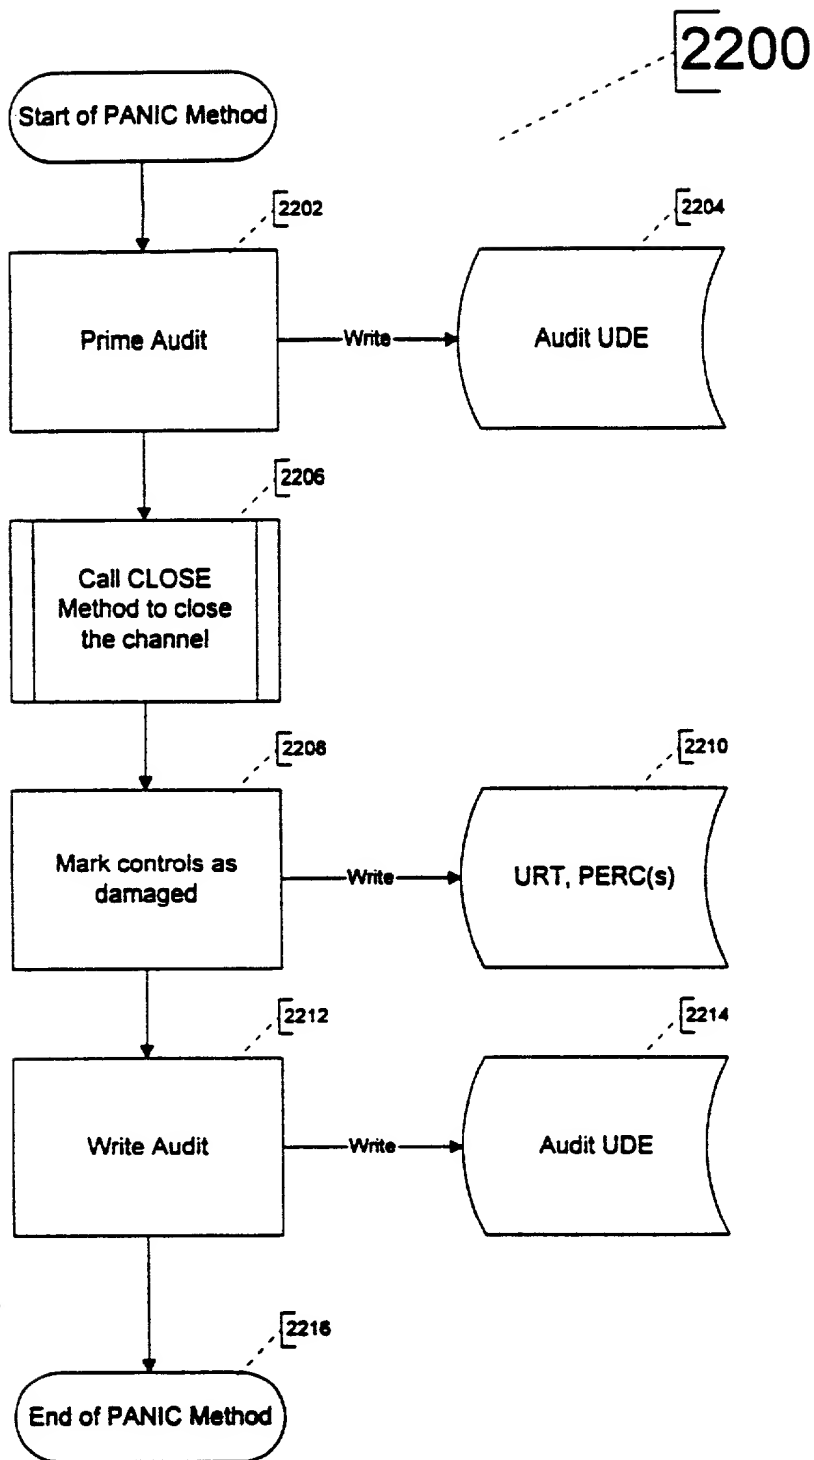 2200
Start of PANIC Method
2202
2204
Prime Audit
Write
Audit UDE
2206
Call CLOSE
Method to close
the channel
2208
2210
Mark controls as
damaged
Write
URT, PERC(s)
2212
2214
Write Audit
Write
Audit UDE
2216
End of PANIC Method